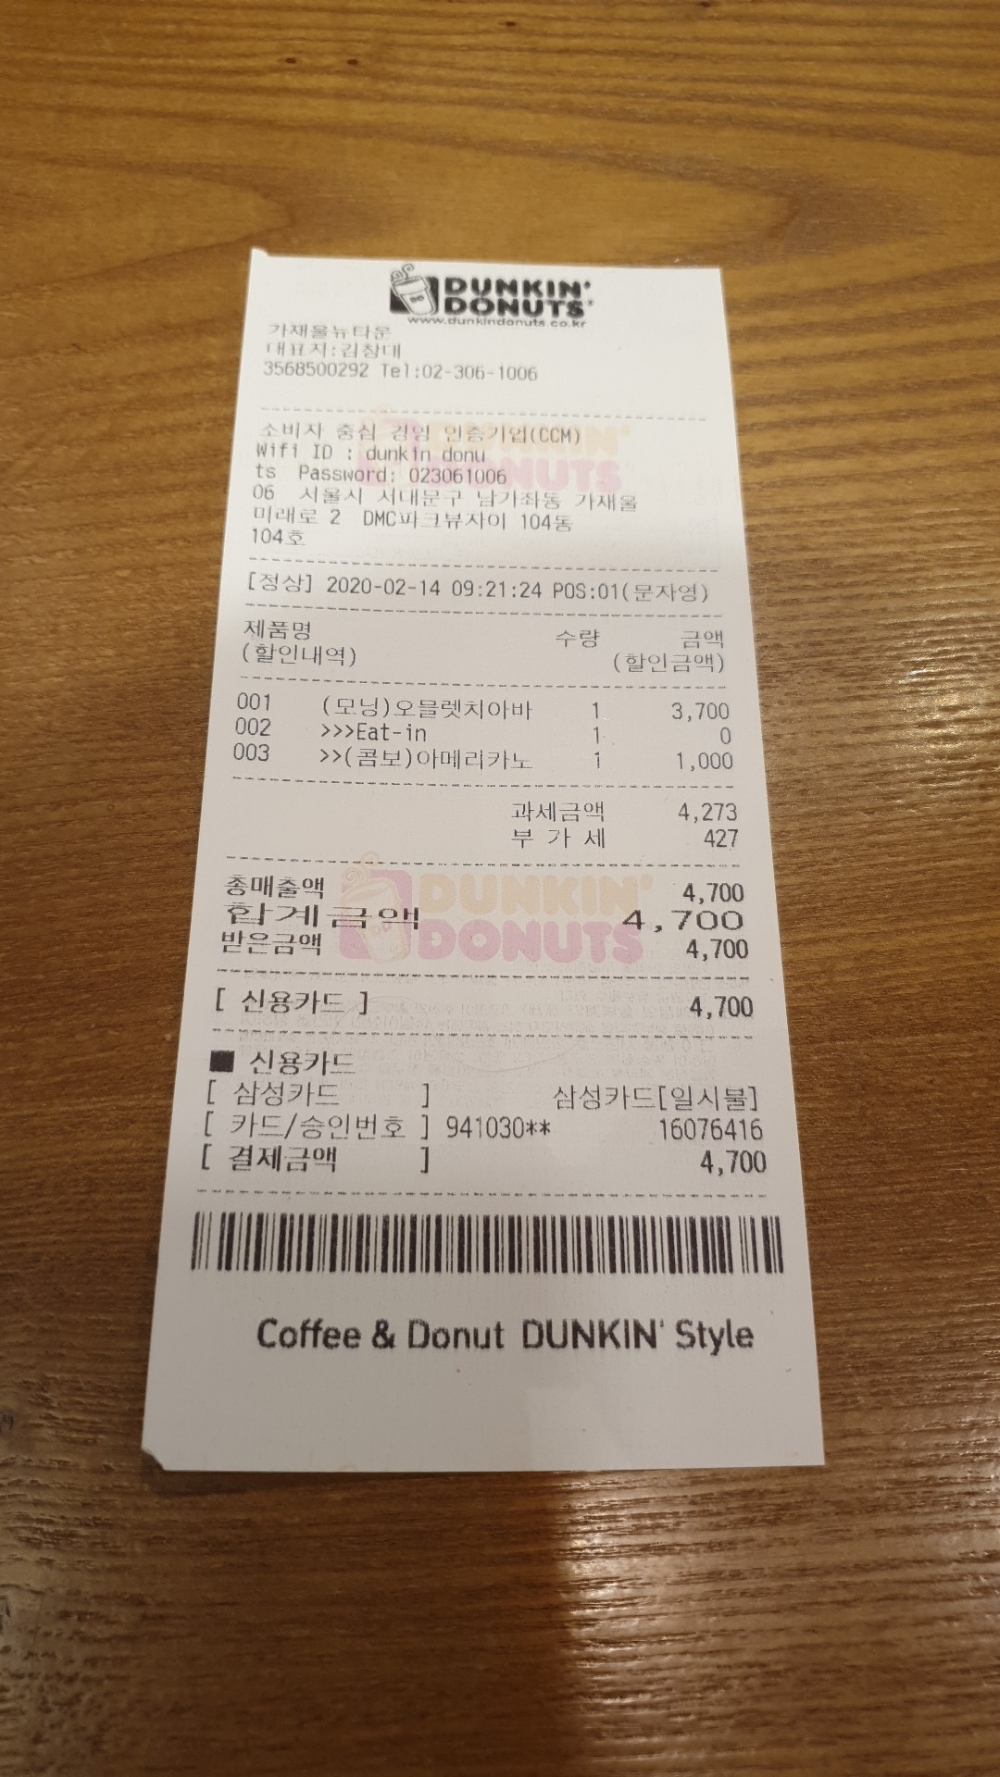 DUNKIN'
DONUTS
www.dunkindonuts.co.kr
가재울뉴타운
대표자:김창대
3568500292 Tel:02-306-1006
소비자 중심 경영 인증기업(CCM)
Wifi ID : dunkin donu
ts  Password: 023061006
06  서울시 서대문구 남가좌동 가재울
미래로 2  DMC파크뷰자이 104동
104호
[정상] 2020-02-14 09:21:24 POS:01(문자영)
제품명 수량 금액
(할인내역) (할인금액)
001 (모닝)오믈렛치아바 1 3,700
002 >>>Eat-in 1 0
003 >>(콤보)아메리카노 1 1,000
과세금액 4,273
부 가 세 427
총매출액 4,700
합계금액 4,700
받은금액 4,700
DUNKIN'
DONUTS
[ 신용카드 ] 4,700
■ 신용카드
[ 삼성카드 ] 삼성카드[일시불]
[ 카드/승인번호 ] 941030** 16076416
[ 결제금액 ] 4,700
Coffee & Donut DUNKIN' Style